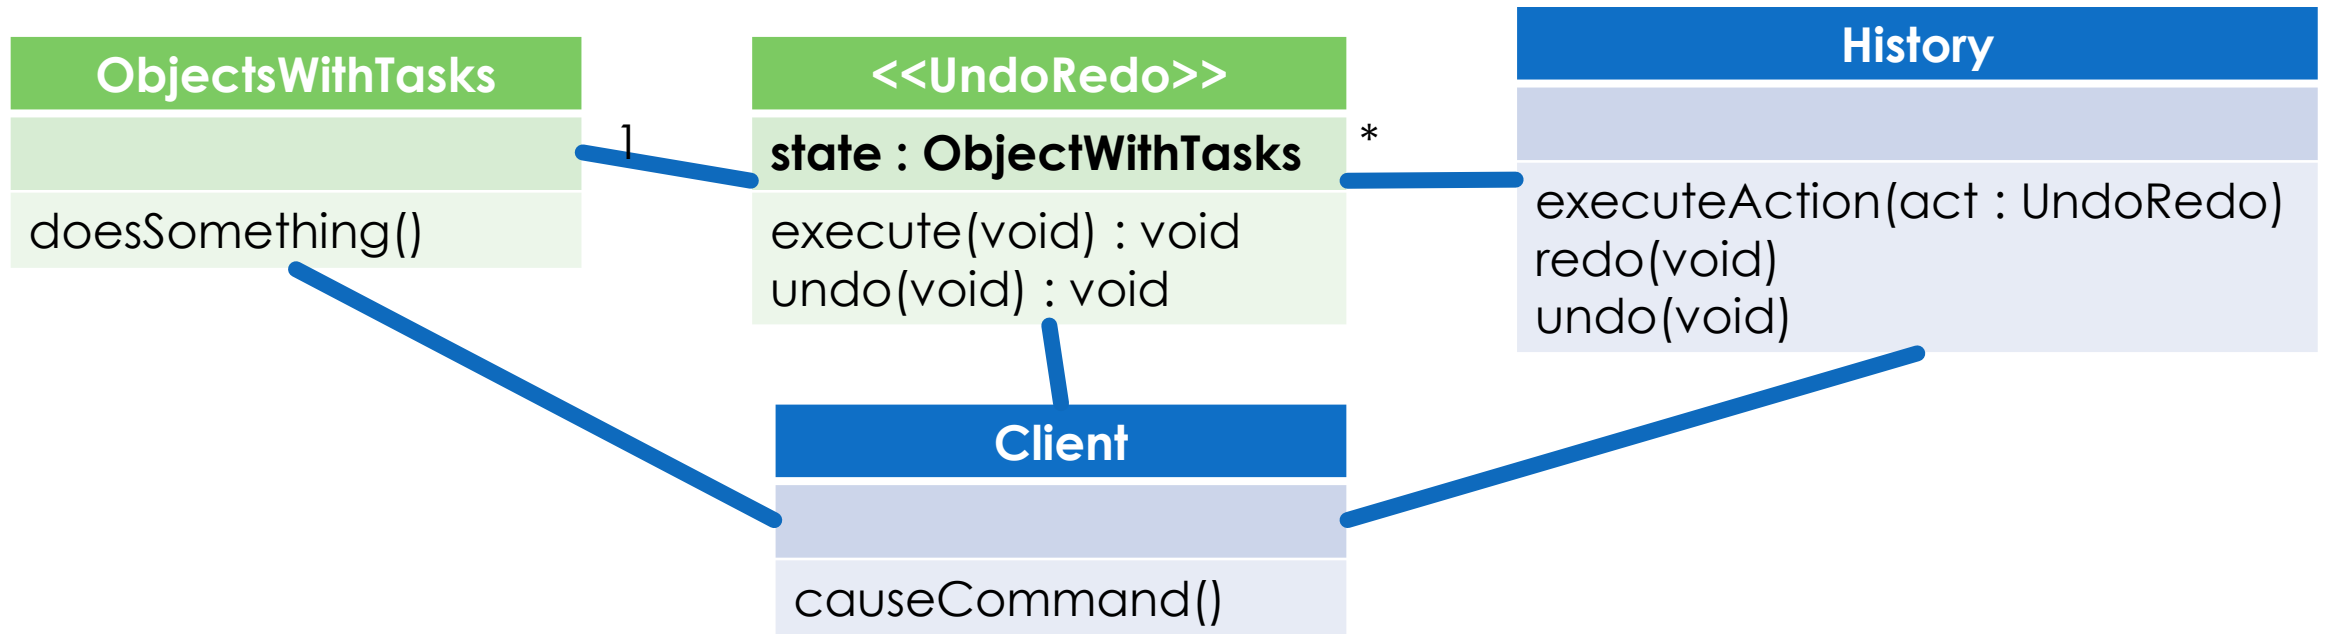 ObjectsWithTasks
doesSomething()
1
<<UndoRedo>>
state : ObjectWithTasks
execute(void) : void
undo(void) : void
*
History
executeAction(act : UndoRedo)
redo(void)
undo(void)
Client
causeCommand()